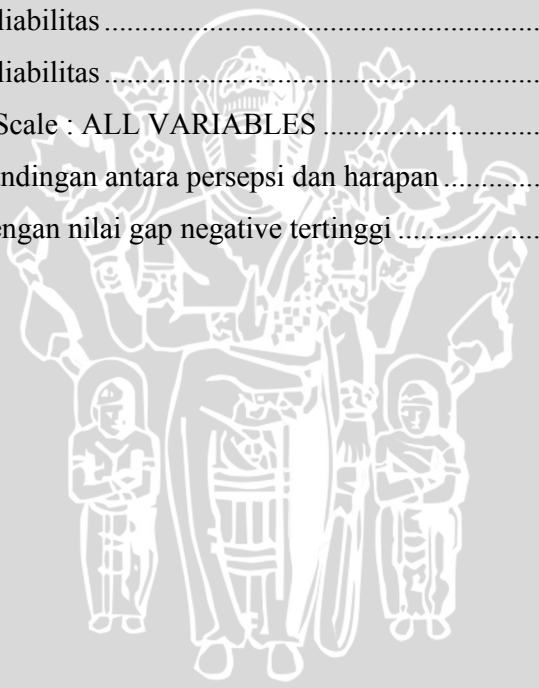 liabilitas ........................................................
liabilitas ........................................................
Scale : ALL VARIABLES ............................
ndingan antara persepsi dan harapan ............
engan nilai gap negative tertinggi ..................